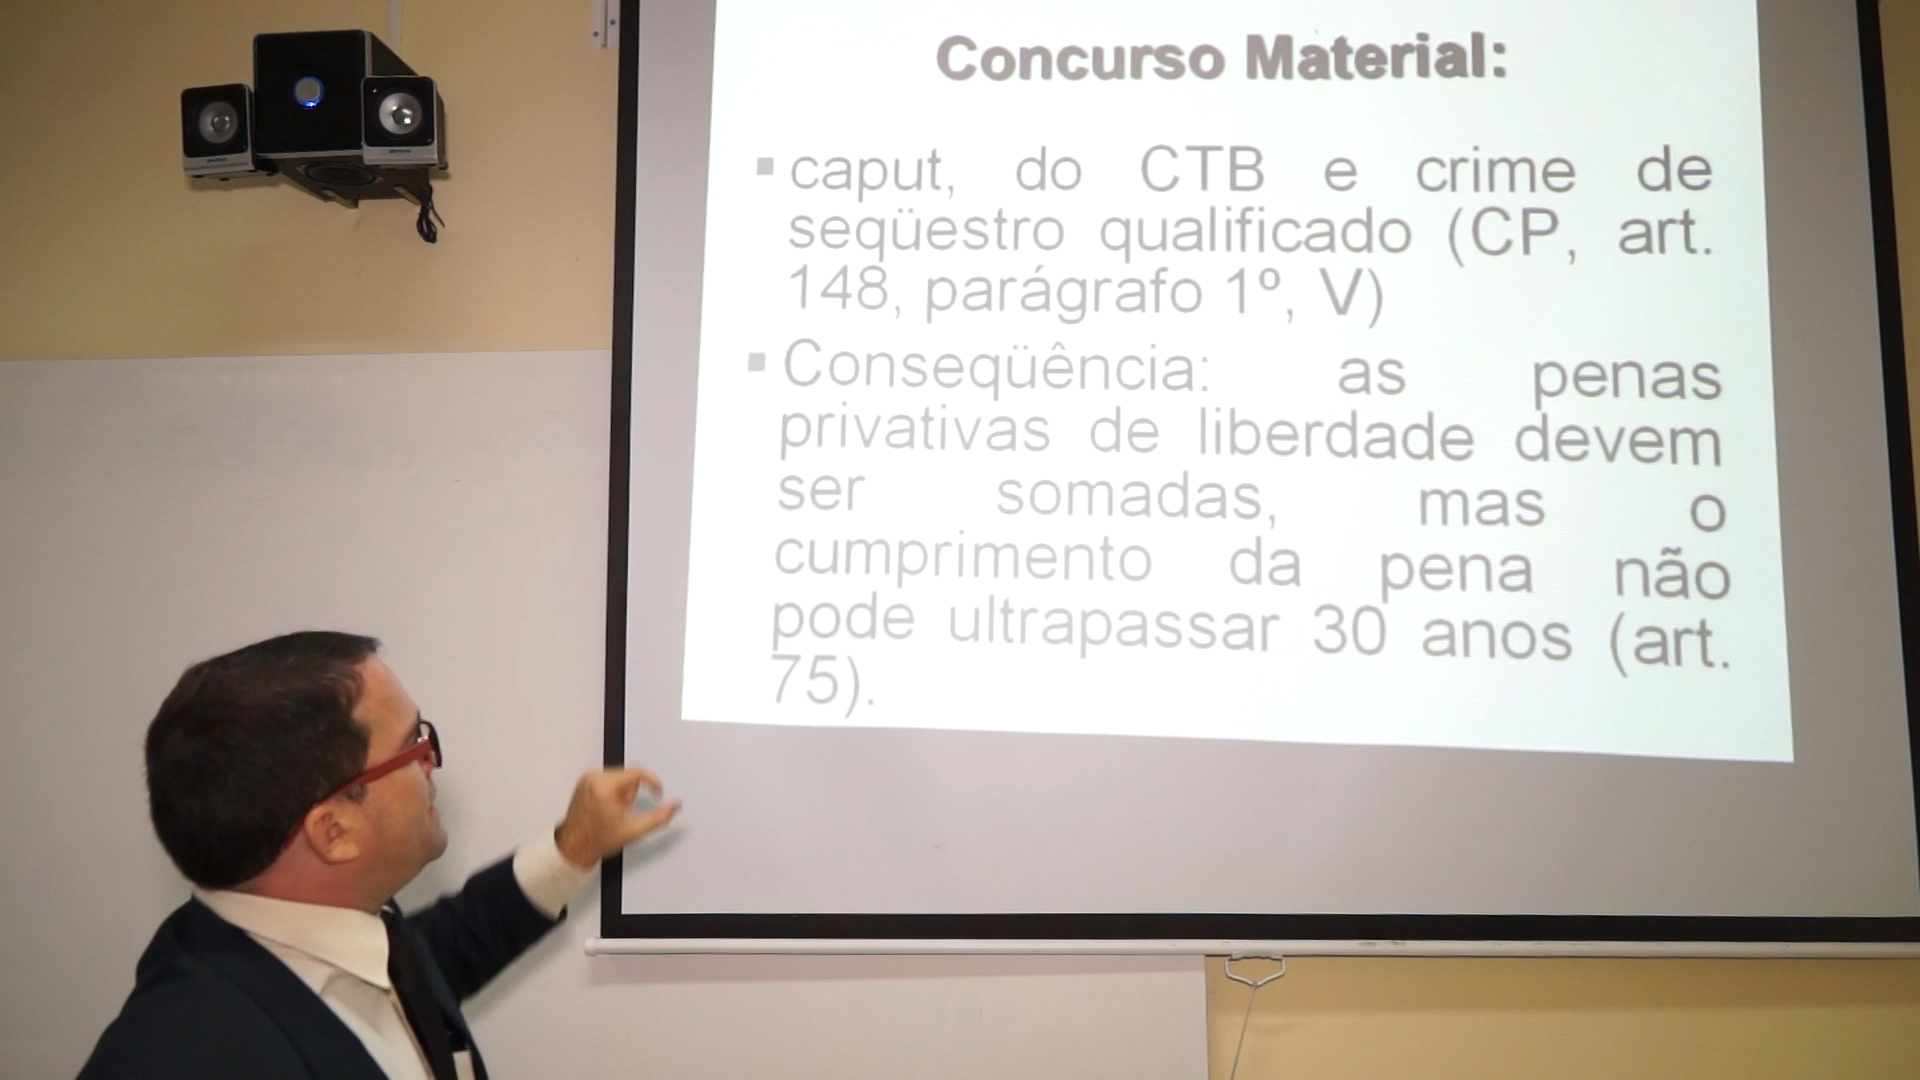 Concurso Material:
▪ caput, do CTB e crime de
seqüestro qualificado (CP, art.
148, parágrafo 1º, V)
▪ Conseqüência: as penas
privativas de liberdade devem
ser somadas, mas o
cumprimento da pena não
pode ultrapassar 30 anos (art.
75).